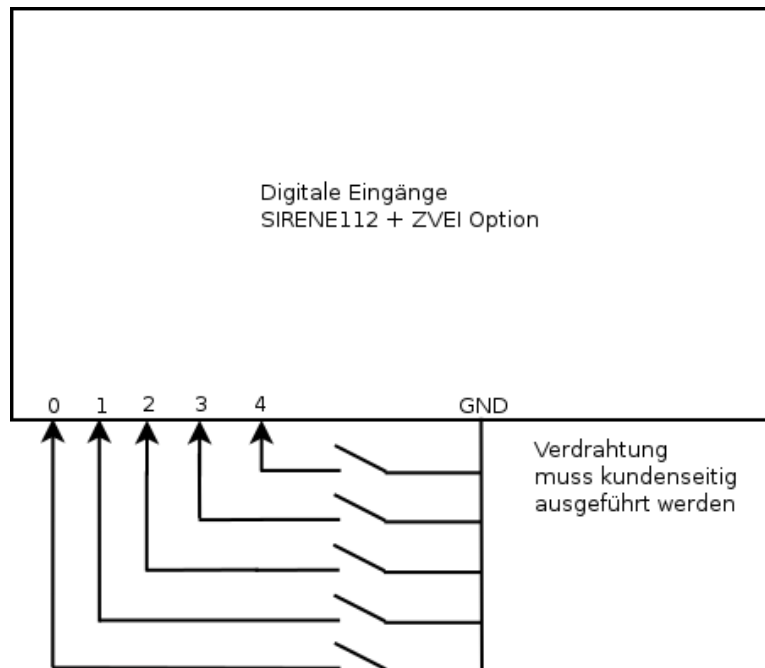 Digitale Eingänge
SIRENE112 + ZVEI Option
0 1 2 3 4 GND
Verdrahtung
muss kundenseitig
ausgeführt werden